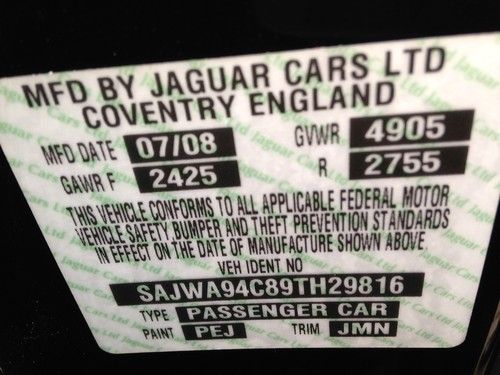 MFD BY JAGUAR CARS LTD
COVENTRY ENGLAND
MFD DATE 07/08 GVWR 4905
GAWR F 2425 R 2755
THIS VEHICLE CONFORMS TO ALL APPLICABLE FEDERAL MOTOR
VEHICLE SAFETY BUMPER AND THEFT PREVENTION STANDARDS
IN EFFECT ON THE DATE OF MANUFACTURE SHOWN ABOVE.
VEH IDENT NO
SAJWA94C89TH29816
TYPE PASSENGER CAR
PAINT PEJ TRIM JMN